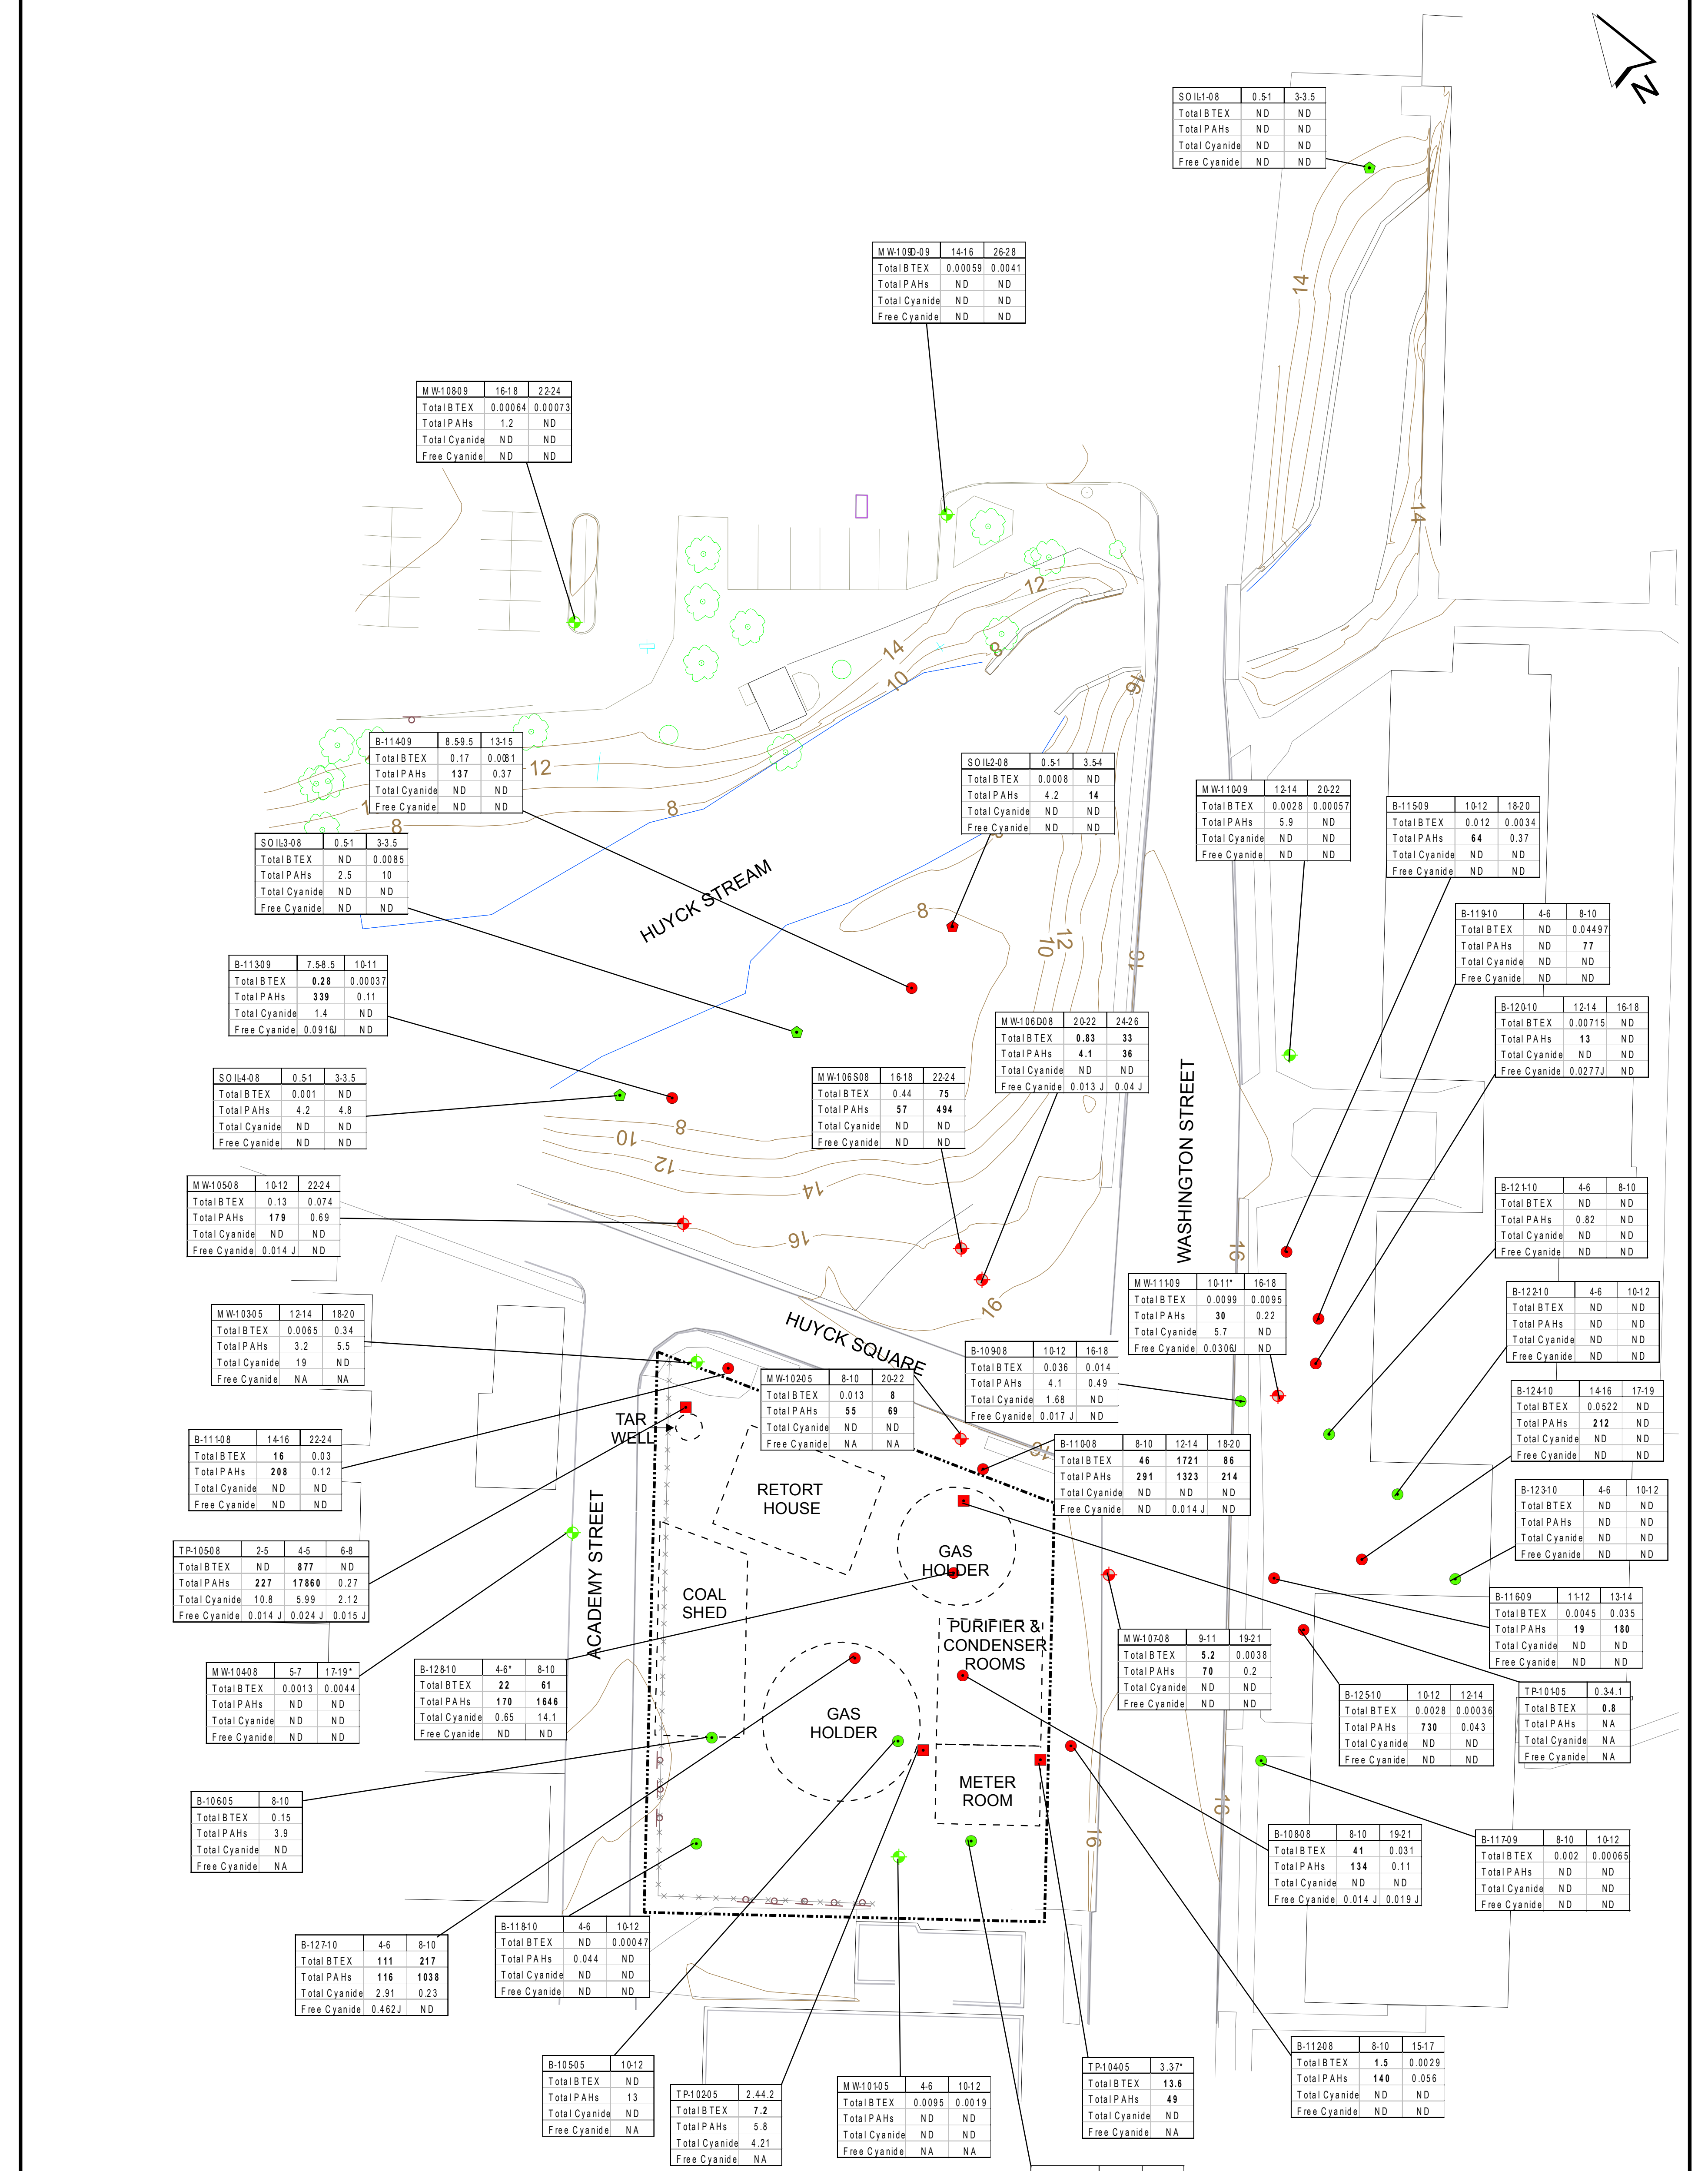 N
SOIL-1-08 0.5-1 3-3.5
Total BTEX ND ND
Total PAHs ND ND
Total Cyanide ND ND
Free Cyanide ND ND
14
MW-109D-09 14-16 26-28
Total BTEX 0.00059 0.0041
Total PAHs ND ND
Total Cyanide ND ND
Free Cyanide ND ND
MW-108-09 16-18 22-24
Total BTEX 0.00064 0.00073
Total PAHs 1.2 ND
Total Cyanide ND ND
Free Cyanide ND ND
14
12
14
8
10
16
B-114-09 8.5-9.5 13-15
Total BTEX 0.17 0.0081
Total PAHs 137 0.37
Total Cyanide ND ND
Free Cyanide ND ND
12
8
8
SOIL-2-08 0.5-1 3.5-4
Total BTEX 0.0008 ND
Total PAHs 4.2 14
Total Cyanide ND ND
Free Cyanide ND ND
MW-110-09 12-14 20-22
Total BTEX 0.0028 0.00057
Total PAHs 5.9 ND
Total Cyanide ND ND
Free Cyanide ND ND
B-115-09 10-12 18-20
Total BTEX 0.012 0.0034
Total PAHs 64 0.37
Total Cyanide ND ND
Free Cyanide ND ND
SOIL-3-08 0.5-1 3-3.5
Total BTEX ND 0.0085
Total PAHs 2.5 10
Total Cyanide ND ND
Free Cyanide ND ND
HUYCK STREAM
8
10
12
16
B-119-10 4-6 8-10
Total BTEX ND 0.04497
Total PAHs ND 77
Total Cyanide ND ND
Free Cyanide ND ND
B-113-09 7.5-8.5 10-11
Total BTEX 0.28 0.00037
Total PAHs 339 0.11
Total Cyanide 1.4 ND
Free Cyanide 0.0916J ND
B-120-10 12-14 16-18
Total BTEX 0.00715 ND
Total PAHs 13 ND
Total Cyanide ND ND
Free Cyanide 0.0277J ND
MW-106D-08 20-22 24-26
Total BTEX 0.83 33
Total PAHs 4.1 36
Total Cyanide ND ND
Free Cyanide 0.013 J 0.04 J
SOIL-4-08 0.5-1 3-3.5
Total BTEX 0.001 ND
Total PAHs 4.2 4.8
Total Cyanide ND ND
Free Cyanide ND ND
MW-106S-08 16-18 22-24
Total BTEX 0.44 75
Total PAHs 57 494
Total Cyanide ND ND
Free Cyanide ND ND
WASHINGTON STREET
8
10
12
14
16
16
16
MW-105-08 10-12 22-24
Total BTEX 0.13 0.074
Total PAHs 179 0.69
Total Cyanide ND ND
Free Cyanide 0.014 J ND
B-121-10 4-6 8-10
Total BTEX ND ND
Total PAHs 0.82 ND
Total Cyanide ND ND
Free Cyanide ND ND
MW-111-09 10-11* 16-18
Total BTEX 0.0099 0.0095
Total PAHs 30 0.22
Total Cyanide 5.7 ND
Free Cyanide 0.0306J ND
B-122-10 4-6 10-12
Total BTEX ND ND
Total PAHs ND ND
Total Cyanide ND ND
Free Cyanide ND ND
MW-103-05 12-14 18-20
Total BTEX 0.0065 0.34
Total PAHs 3.2 5.5
Total Cyanide 19 ND
Free Cyanide NA NA
HUYCK SQUARE
B-109-08 10-12 16-18
Total BTEX 0.036 0.014
Total PAHs 4.1 0.49
Total Cyanide 1.68 ND
Free Cyanide 0.017 J ND
MW-102-05 8-10 20-22
Total BTEX 0.013 8
Total PAHs 55 69
Total Cyanide ND ND
Free Cyanide NA NA
B-124-10 14-16 17-19
Total BTEX 0.0522 ND
Total PAHs 212 ND
Total Cyanide ND ND
Free Cyanide ND ND
TAR
WELL
B-111-08 14-16 22-24
Total BTEX 16 0.03
Total PAHs 208 0.12
Total Cyanide ND ND
Free Cyanide ND ND
16
B-110-08 8-10 12-14 18-20
Total BTEX 46 1721 86
Total PAHs 291 1323 214
Total Cyanide ND ND ND
Free Cyanide ND 0.014 J ND
B-123-10 4-6 10-12
Total BTEX ND ND
Total PAHs ND ND
Total Cyanide ND ND
Free Cyanide ND ND
RETORT
HOUSE
ACADEMY STREET
TP-105-08 2-5 4-5 6-8
Total BTEX ND 877 ND
Total PAHs 227 17860 0.27
Total Cyanide 10.8 5.99 2.12
Free Cyanide 0.014 J 0.024 J 0.015 J
GAS
HOLDER
COAL
SHED
B-116-09 11-12 13-14
Total BTEX 0.0045 0.035
Total PAHs 19 180
Total Cyanide ND ND
Free Cyanide ND ND
PURIFIER &
CONDENSER
ROOMS
MW-107-08 9-11 19-21
Total BTEX 5.2 0.0038
Total PAHs 70 0.2
Total Cyanide ND ND
Free Cyanide ND ND
MW-104-08 5-7 17-19*
Total BTEX 0.0013 0.0044
Total PAHs ND ND
Total Cyanide ND ND
Free Cyanide ND ND
B-128-10 4-6* 8-10
Total BTEX 22 61
Total PAHs 170 1646
Total Cyanide 0.65 14.1
Free Cyanide ND ND
B-125-10 10-12 12-14
Total BTEX 0.0028 0.00036
Total PAHs 730 0.043
Total Cyanide ND ND
Free Cyanide ND ND
TP-101-05 0.3-4.1
Total BTEX 0.8
Total PAHs NA
Total Cyanide NA
Free Cyanide NA
GAS
HOLDER
METER
ROOM
16
16
B-106-05 8-10
Total BTEX 0.15
Total PAHs 3.9
Total Cyanide ND
Free Cyanide NA
B-108-08 8-10 19-21
Total BTEX 41 0.031
Total PAHs 134 0.11
Total Cyanide ND ND
Free Cyanide 0.014 J 0.019 J
B-117-09 8-10 10-12
Total BTEX 0.002 0.00065
Total PAHs ND ND
Total Cyanide ND ND
Free Cyanide ND ND
B-118-10 4-6 10-12
Total BTEX ND 0.00047
Total PAHs 0.044 ND
Total Cyanide ND ND
Free Cyanide ND ND
B-127-10 4-6 8-10
Total BTEX 111 217
Total PAHs 116 1038
Total Cyanide 2.91 0.23
Free Cyanide 0.462J ND
B-112-08 8-10 15-17
Total BTEX 1.5 0.0029
Total PAHs 140 0.056
Total Cyanide ND ND
Free Cyanide ND ND
B-105-05 10-12
Total BTEX ND
Total PAHs 13
Total Cyanide ND
Free Cyanide NA
TP-104-05 3.3-7*
Total BTEX 13.6
Total PAHs 49
Total Cyanide ND
Free Cyanide NA
MW-101-05 4-6 10-12
Total BTEX 0.0095 0.0019
Total PAHs ND ND
Total Cyanide ND ND
Free Cyanide NA NA
TP-102-05 2.4-4.2
Total BTEX 7.2
Total PAHs 5.8
Total Cyanide 4.21
Free Cyanide NA